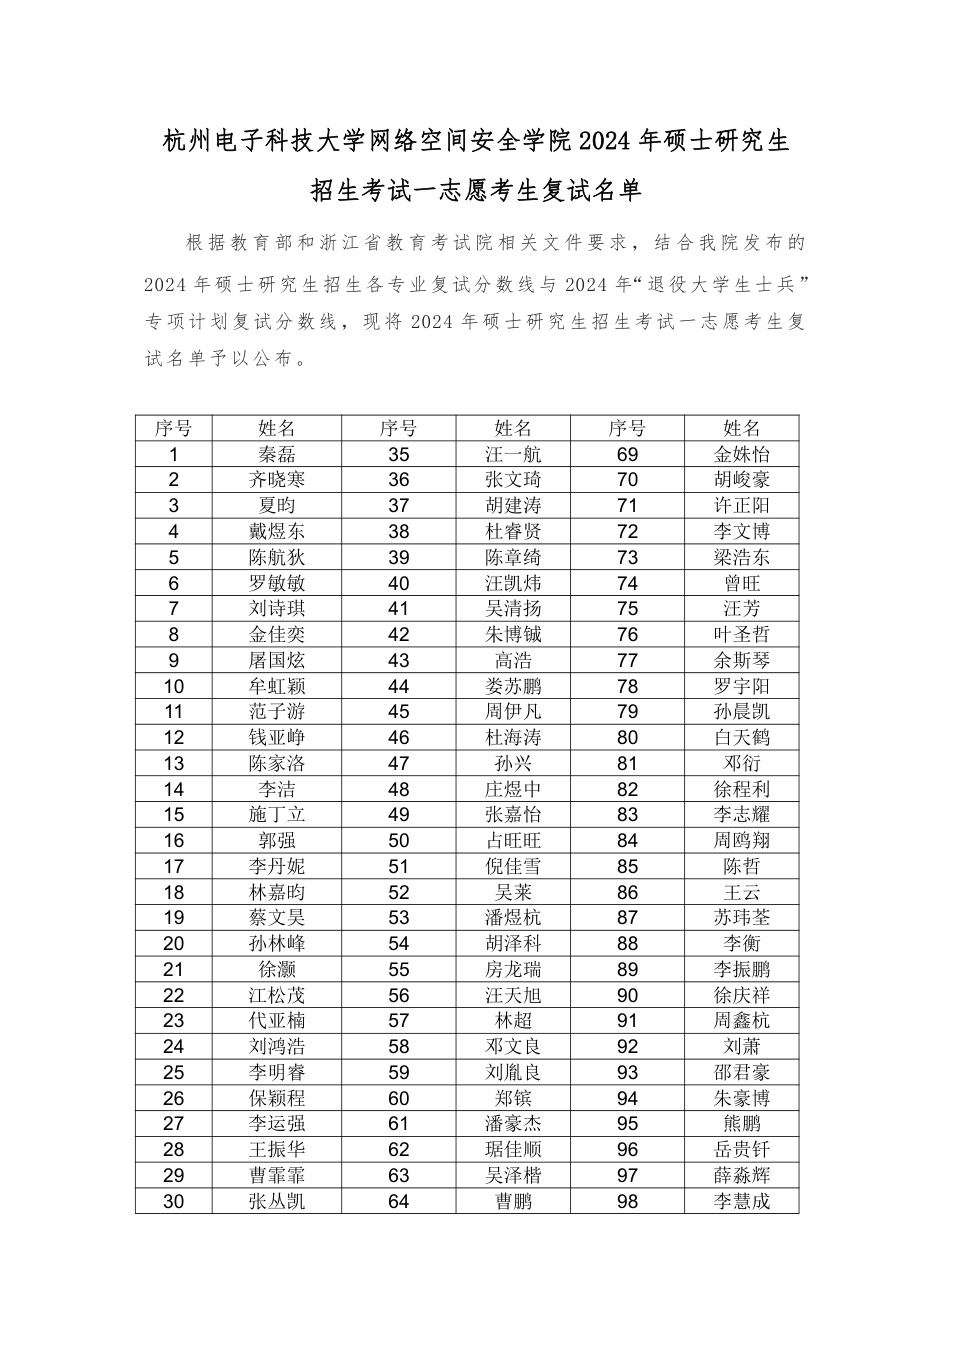 杭州电子科技大学网络空间安全学院 2024 年硕士研究生
招生考试一志愿考生复试名单
根据教育部和浙江省教育考试院相关文件要求，结合我院发布的
2024 年硕士研究生招生各专业复试分数线与 2024 年“退役大学生士兵”
专项计划复试分数线，现将 2024 年硕士研究生招生考试一志愿考生复
试名单予以公布。
序号 姓名 序号 姓名 序号 姓名
1 秦磊 35 汪一航 69 金姝怡
2 齐晓寒 36 张文琦 70 胡峻豪
3 夏昀 37 胡建涛 71 许正阳
4 戴煜东 38 杜睿贤 72 李文博
5 陈航狄 39 陈章绮 73 梁浩东
6 罗敏敏 40 汪凯炜 74 曾旺
7 刘诗琪 41 吴清扬 75 汪芳
8 金佳奕 42 朱博铖 76 叶圣哲
9 屠国炫 43 高浩 77 余斯琴
10 牟虹颖 44 娄苏鹏 78 罗宇阳
11 范子游 45 周伊凡 79 孙晨凯
12 钱亚峥 46 杜海涛 80 白天鹤
13 陈家洛 47 孙兴 81 邓衍
14 李洁 48 庄煜中 82 徐程利
15 施丁立 49 张嘉怡 83 李志耀
16 郭强 50 占旺旺 84 周鸥翔
17 李丹妮 51 倪佳雪 85 陈哲
18 林嘉昀 52 吴莱 86 王云
19 蔡文昊 53 潘煜杭 87 苏玮荃
20 孙林峰 54 胡泽科 88 李衡
21 徐灏 55 房龙瑞 89 李振鹏
22 江松茂 56 汪天旭 90 徐庆祥
23 代亚楠 57 林超 91 周鑫杭
24 刘鸿浩 58 邓文良 92 刘萧
25 李明睿 59 刘胤良 93 邵君豪
26 保颖程 60 郑镔 94 朱豪博
27 李运强 61 潘豪杰 95 熊鹏
28 王振华 62 琚佳顺 96 岳贵钎
29 曹霏霏 63 吴泽楷 97 薛淼辉
30 张丛凯 64 曹鹏 98 李慧成